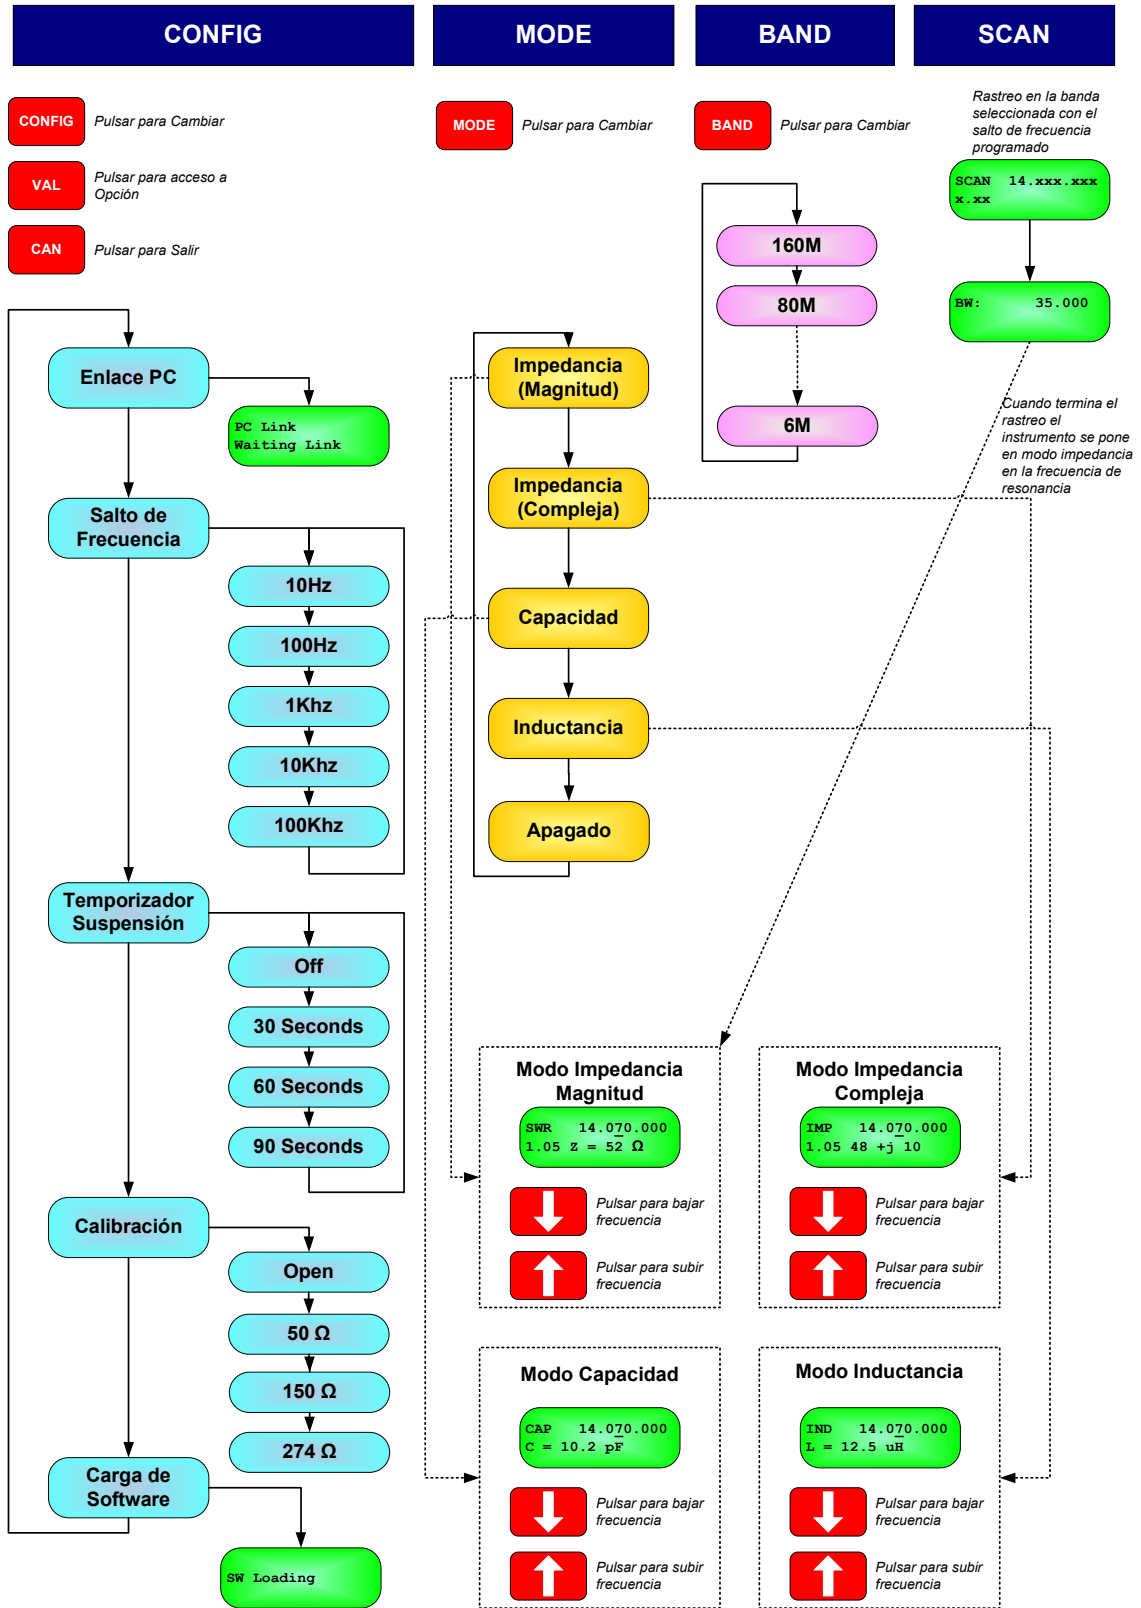 CONFIG
MODE
BAND
SCAN
CONFIG
Pulsar para Cambiar
VAL
Pulsar para acceso a
Opción
CAN
Pulsar para Salir
Enlace PC
PC Link
Waiting Link
Salto de
Frecuencia
10Hz
100Hz
1Khz
10Khz
100Khz
Temporizador
Suspensión
Off
30 Seconds
60 Seconds
90 Seconds
Calibración
Open
50 Ω
150 Ω
274 Ω
Carga de
Software
SW Loading
MODE
Pulsar para Cambiar
Impedancia
(Magnitud)
Impedancia
(Compleja)
Capacidad
Inductancia
Apagado
BAND
Pulsar para Cambiar
160M
80M
6M
Rastreo en la banda
seleccionada con el
salto de frecuencia
programado
SCAN 14.xxx.xxx
x.xx
BW: 35.000
Cuando termina el
rastreo el
instrumento se pone
en modo impedancia
en la frecuencia de
resonancia
Modo Impedancia
Magnitud
SWR 14.070.000
1.05 Z = 52 Ω
Pulsar para bajar
frecuencia
Pulsar para subir
frecuencia
Modo Impedancia
Compleja
IMP 14.070.000
1.05 48 +j 10
Pulsar para bajar
frecuencia
Pulsar para subir
frecuencia
Modo Capacidad
CAP 14.070.000
C = 10.2 pF
Pulsar para bajar
frecuencia
Pulsar para subir
frecuencia
Modo Inductancia
IND 14.070.000
L = 12.5 uH
Pulsar para bajar
frecuencia
Pulsar para subir
frecuencia